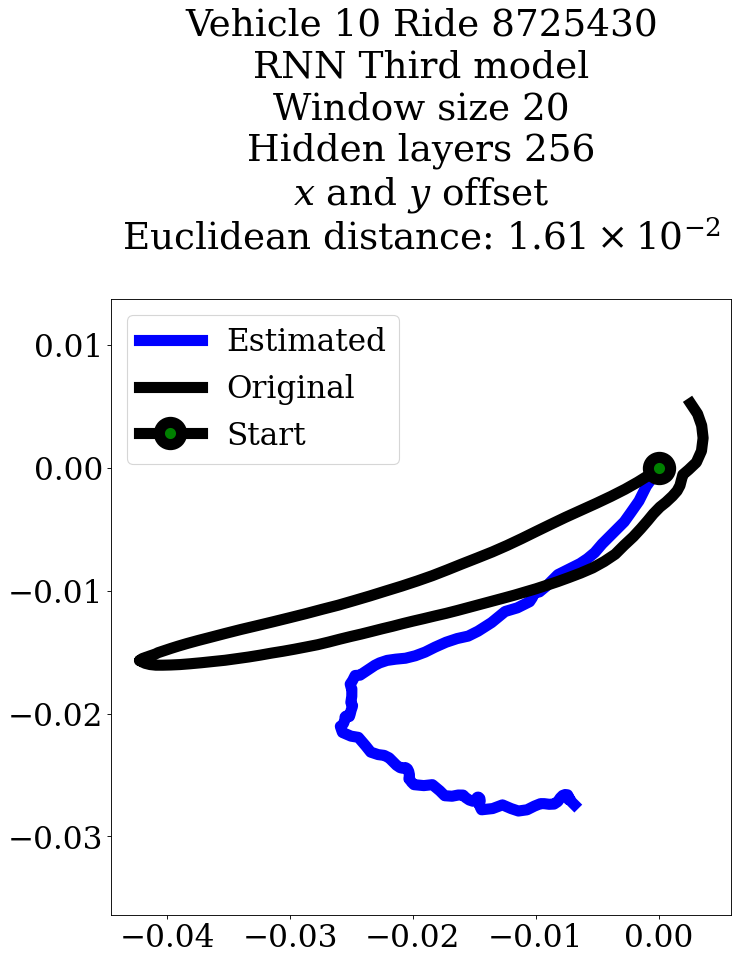 Vehicle 10 Ride 8725430
RNN Third model
Window size 20
Hidden layers 256
x and y offset
Euclidean distance: 1.61 × 10⁻²
Estimated
Original
Start
0.01
0.00
−0.01
−0.02
−0.03
−0.04 −0.03 −0.02 −0.01 0.00